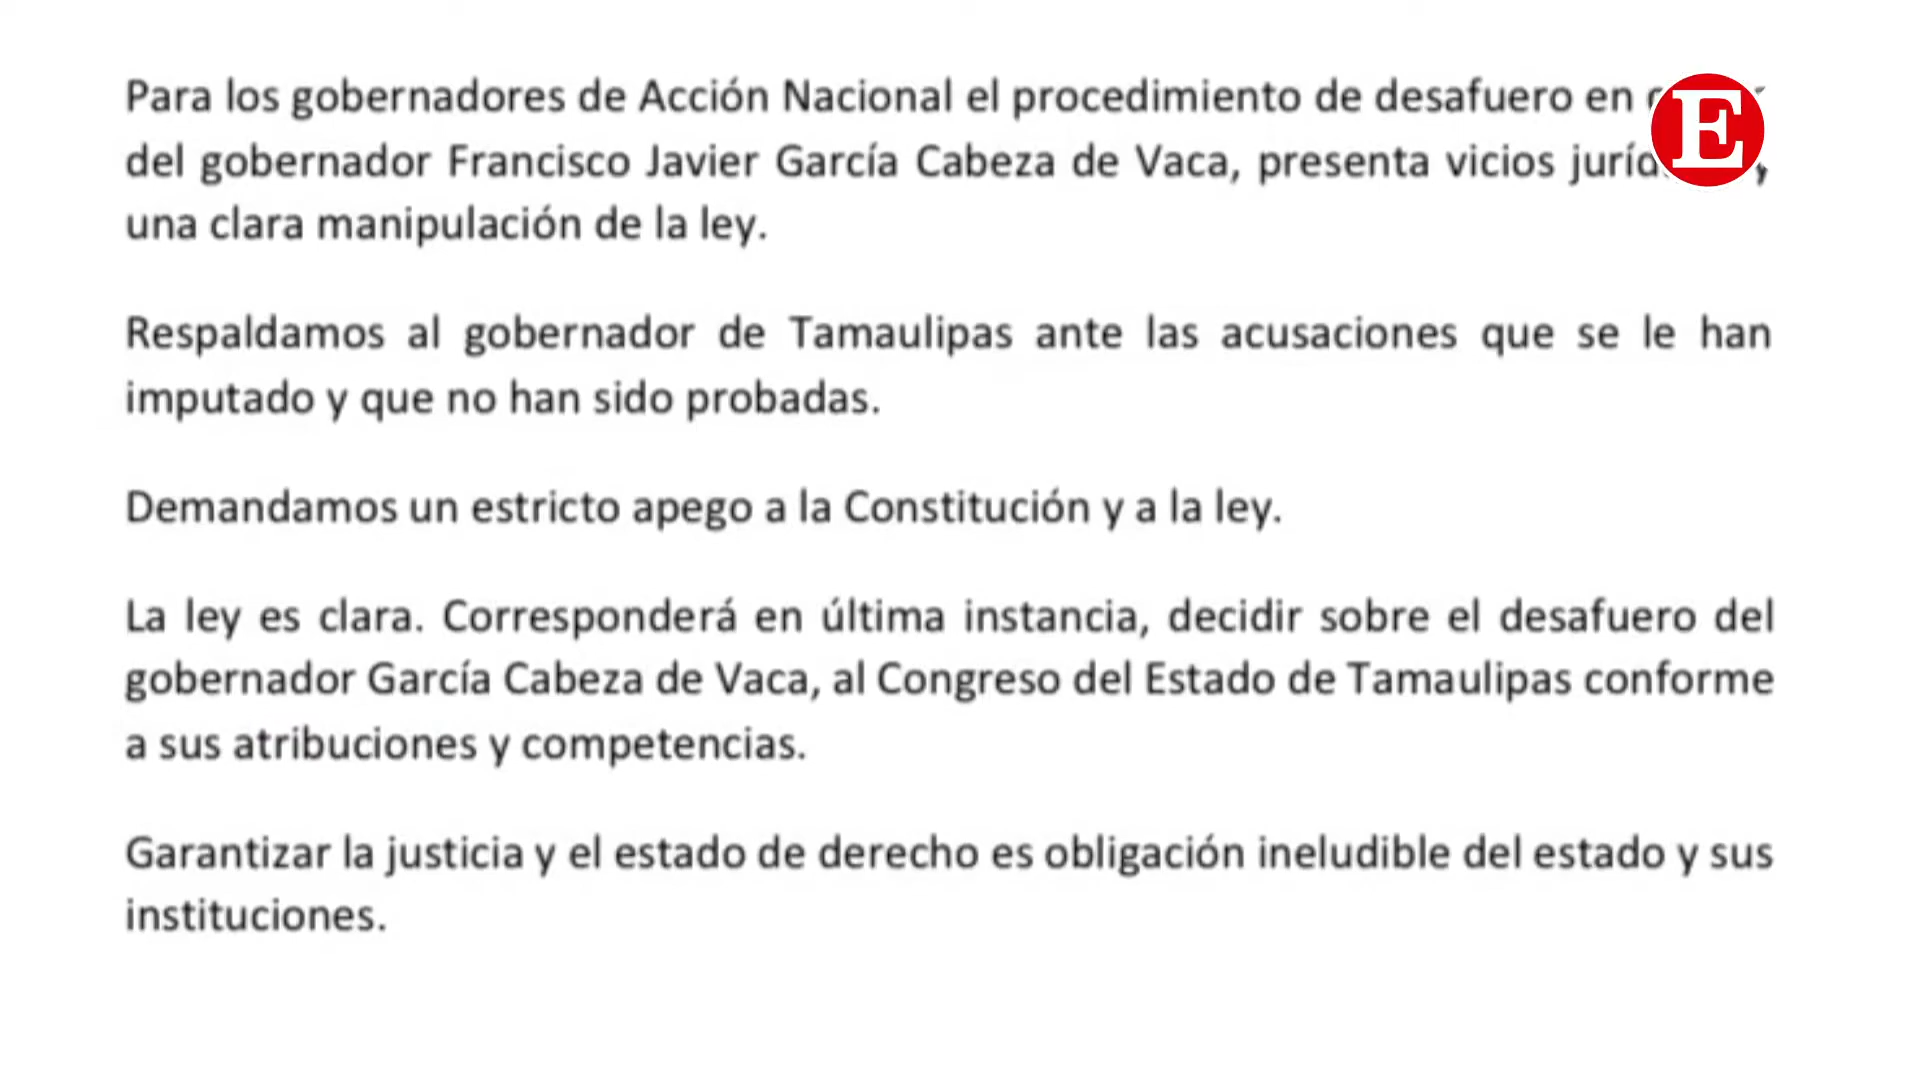 Para los gobernadores de Acción Nacional el procedimiento de desafuero en
E
del gobernador Francisco Javier García Cabeza de Vaca, presenta vicios
una clara manipulación de la ley.
Respaldamos al gobernador de Tamaulipas ante las acusaciones que se le han
imputado y que no han sido probadas.
Demandamos un estricto apego a la Constitución y a la ley.
La ley es clara. Corresponderá en última instancia, decidir sobre el desafuero del
gobernador García Cabeza de Vaca, al Congreso del Estado de Tamaulipas conforme
a sus atribuciones y competencias.
Garantizar la justicia y el estado de derecho es obligación ineludible del estado y sus
instituciones.